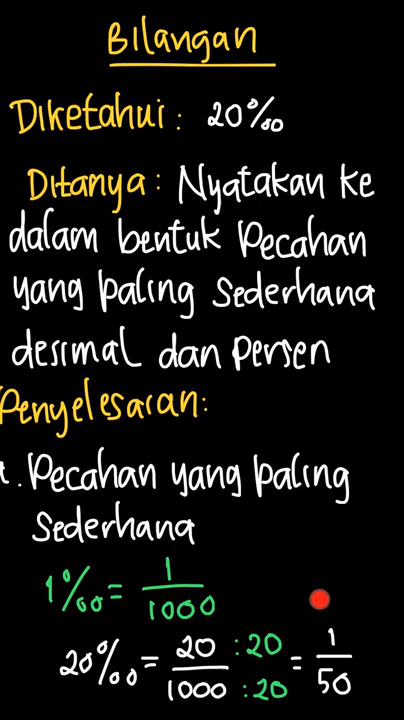 Bilangan
Diketahui: 20‰
Ditanya: Nyatakan ke
dalam bentuk Pecahan
yang paling Sederhana
desimal dan Persen
Penyelesaian:
. Pecahan yang paling
Sederhana
1‰ = 1/1000
20‰ = 20/1000 :20/:20 = 1/50